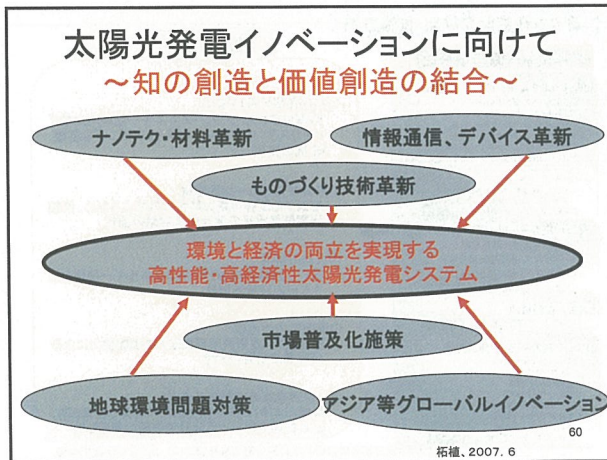 太陽光発電イノベーションに向けて
～知の創造と価値創造の結合～
ナノテク・材料革新
情報通信、デバイス革新
ものづくり技術革新
環境と経済の両立を実現する
高性能・高経済性太陽光発電システム
市場普及化施策
地球環境問題対策
アジア等グローバルイノベーション
60
柘植、2007．6